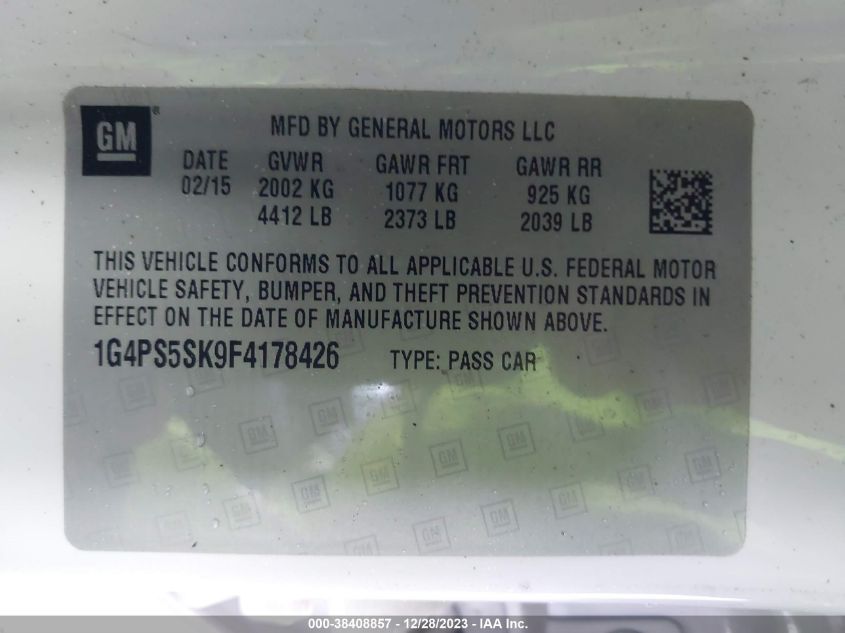 GM®
MFD BY GENERAL MOTORS LLC
DATE GVWR GAWR FRT GAWR RR
02/15 2002 KG 1077 KG 925 KG
4412 LB 2373 LB 2039 LB
THIS VEHICLE CONFORMS TO ALL APPLICABLE U.S. FEDERAL MOTOR
VEHICLE SAFETY, BUMPER, AND THEFT PREVENTION STANDARDS IN
EFFECT ON THE DATE OF MANUFACTURE SHOWN ABOVE.
1G4PS5SK9F4178426 TYPE: PASS CAR
000-38408857 - 12/28/2023 - IAA Inc.